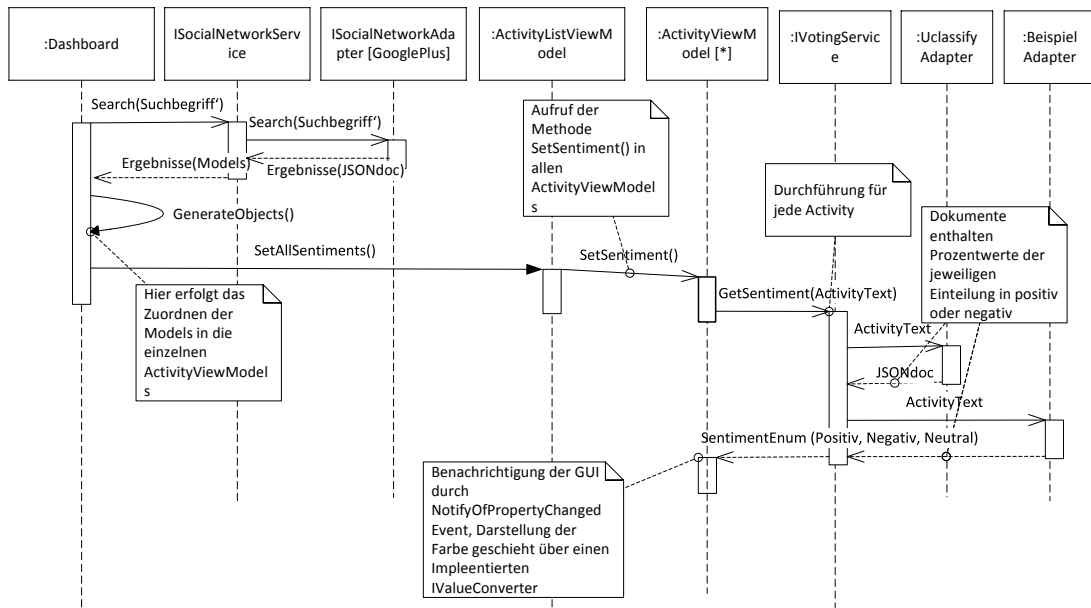 :Dashboard
ISocialNetworkServ
ice
ISocialNetworkAda
pter [GooglePlus]
:ActivityListViewM
odel
:ActivityViewM
odel [*]
:IVotingServic
e
:Uclassify
Adapter
:Beispiel
Adapter
Search(Suchbegriff‘)
Search(Suchbegriff‘)
Ergebnisse(Models)
Ergebnisse(JSONdoc)
GenerateObjects()
SetAllSentiments()
Aufruf der
Methode
SetSentiment() in
allen
ActivityViewModel
s
SetSentiment()
Durchführung für
jede Activity
Dokumente
enthalten
Prozentwerte der
jeweiligen
Einteilung in positiv
oder negativ
Hier erfolgt das
Zuordnen der
Models in die
einzelnen
ActivityViewModel
s
GetSentiment(ActivityText)
ActivityText
JSONdoc
ActivityText
SentimentEnum (Positiv, Negativ, Neutral)
Benachrichtigung der GUI
durch
NotifyOfPropertyChanged
Event, Darstellung der
Farbe geschieht über einen
Impleentierten
IValueConverter